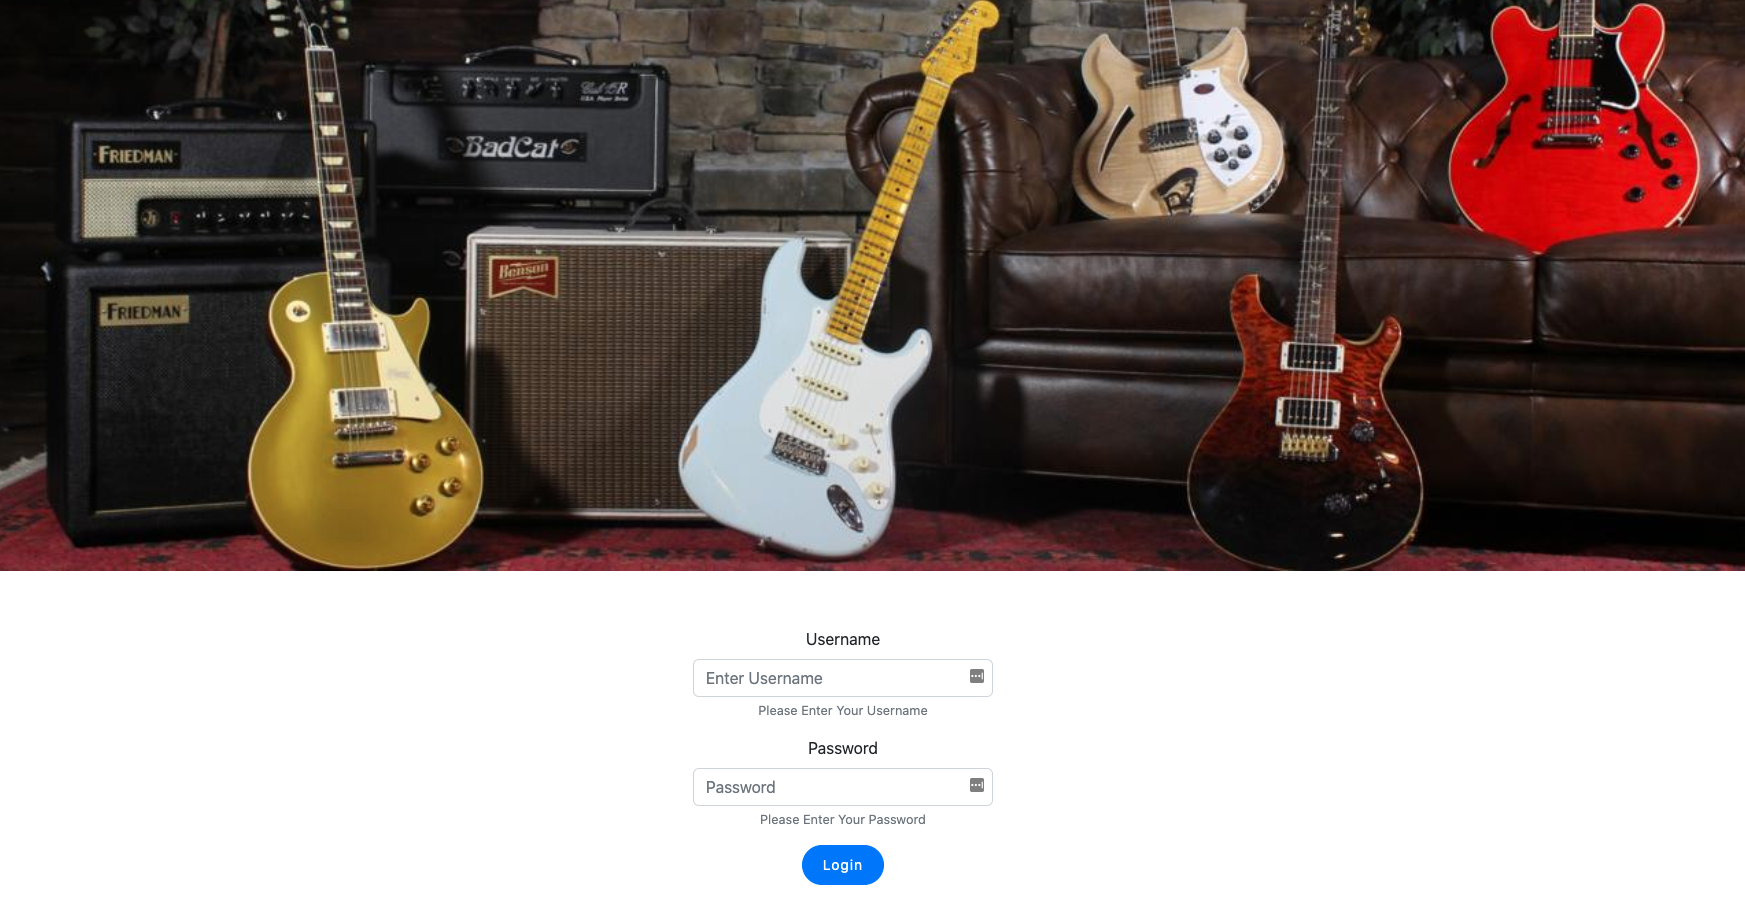 FRIEDMAN
BadCat
FRIEDMAN
Benson
Username
Enter Username
Please Enter Your Username
Password
Password
Please Enter Your Password
Login